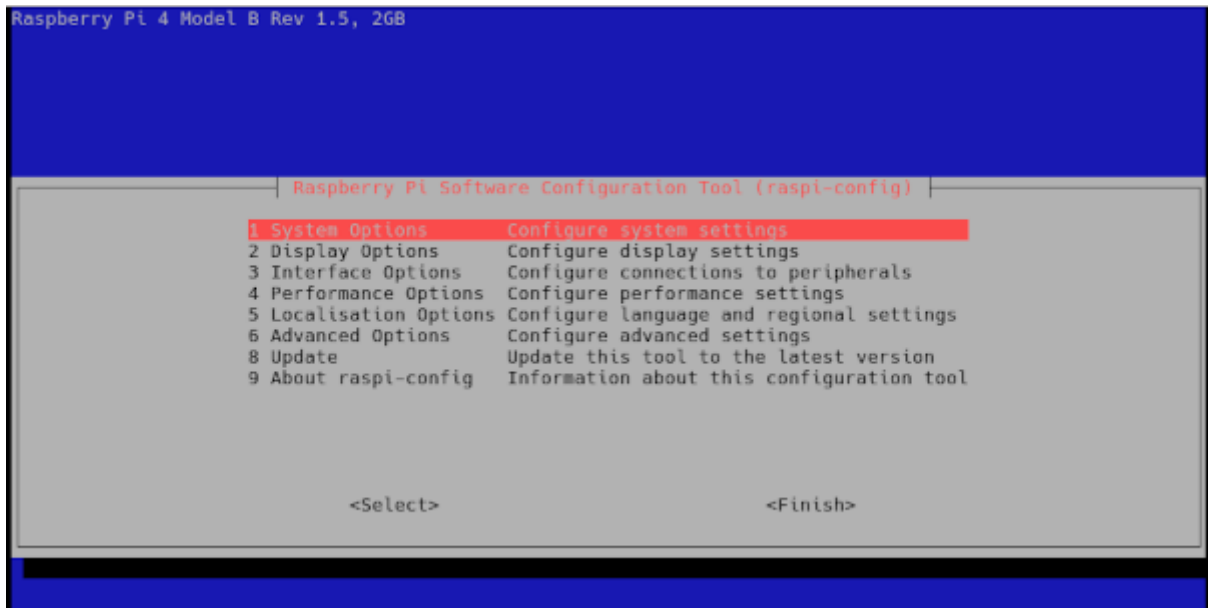 Raspberry Pi 4 Model B Rev 1.5, 2GB
Raspberry Pi Software Configuration Tool (raspi-config)
1 System Options Configure system settings
2 Display Options Configure display settings
3 Interface Options Configure connections to peripherals
4 Performance Options Configure performance settings
5 Localisation Options Configure language and regional settings
6 Advanced Options Configure advanced settings
8 Update Update this tool to the latest version
9 About raspi-config Information about this configuration tool
<Select> <Finish>